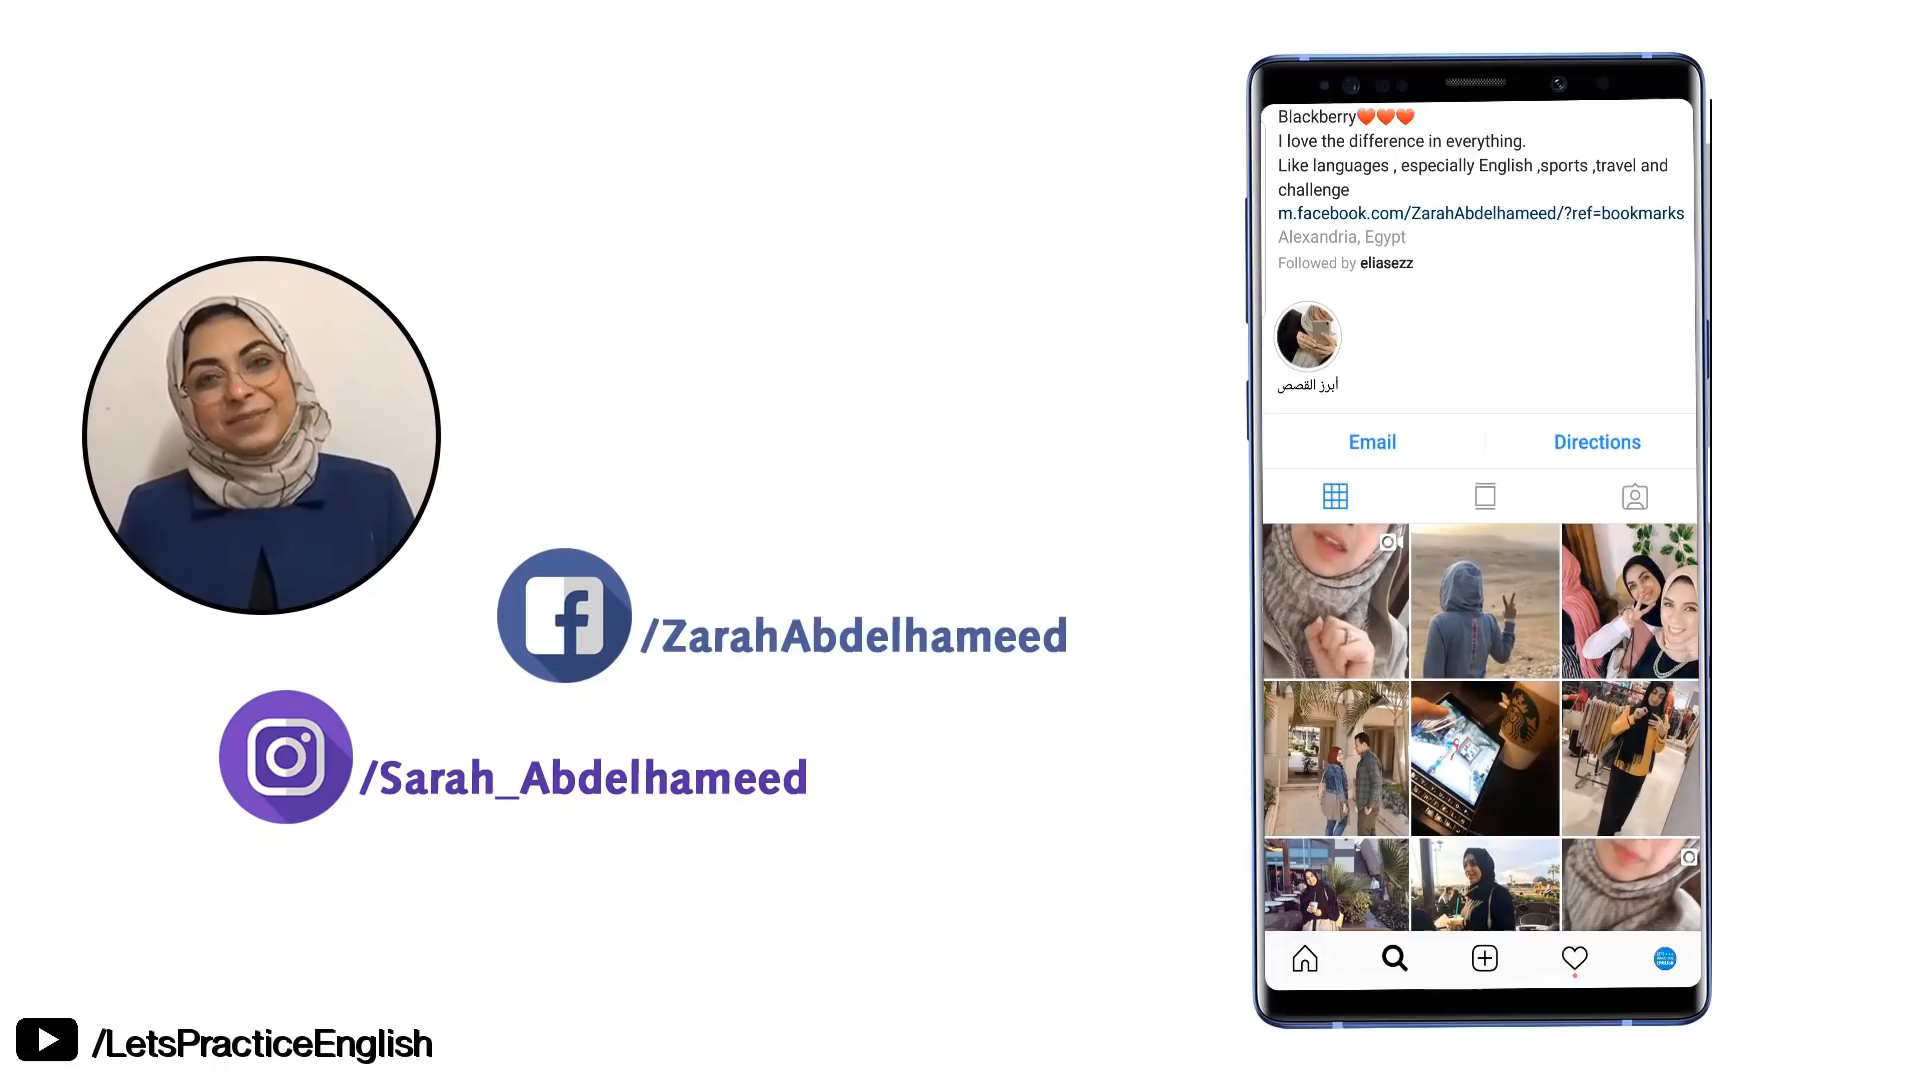 /ZarahAbdelhameed
/Sarah_Abdelhameed
/LetsPracticeEnglish
Blackberry❤️❤️❤️
I love the difference in everything.
Like languages , especially English ,sports ,travel and
challenge
m.facebook.com/ZarahAbdelhameed/?ref=bookmarks
Alexandria, Egypt
Followed by eliasezz
أبرز القصص
Email
Directions